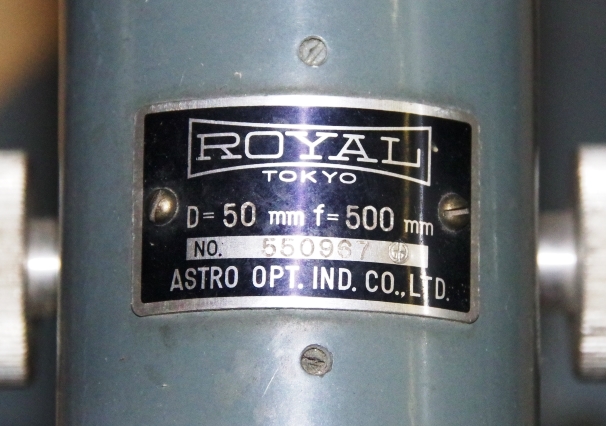 ROYAL
TOKYO
D=50 mm f=500 mm
NO. 550967
ASTRO OPT. IND. CO.,LTD.